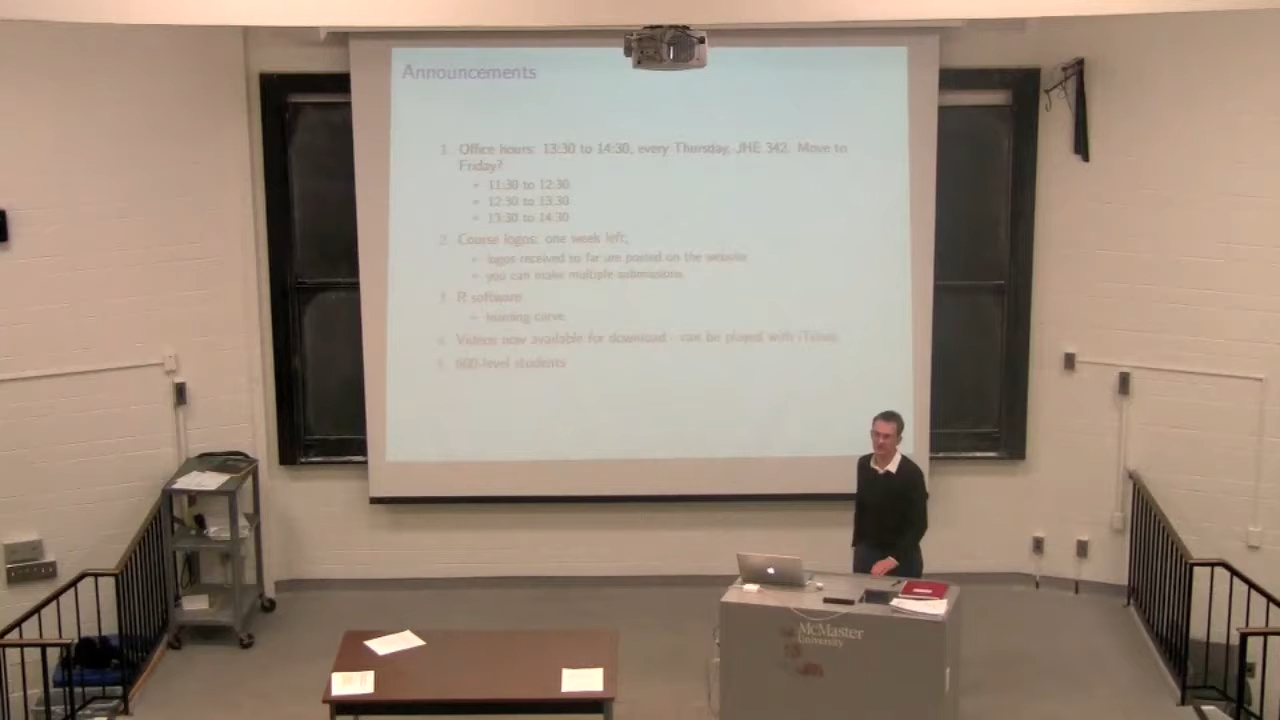 Announcements
1. Office hours: 13:30 to 14:30, every Thursday, JHE 342. Move to
Friday?
11:30 to 12:30
12:30 to 13:30
13:30 to 14:30
2. Course logos: one week left,
logos received so far are posted on the website
you can make multiple submissions
3. R software
learning curve
4. Videos now available for download - can be played with iTunes
5. 600-level students
McMaster
University